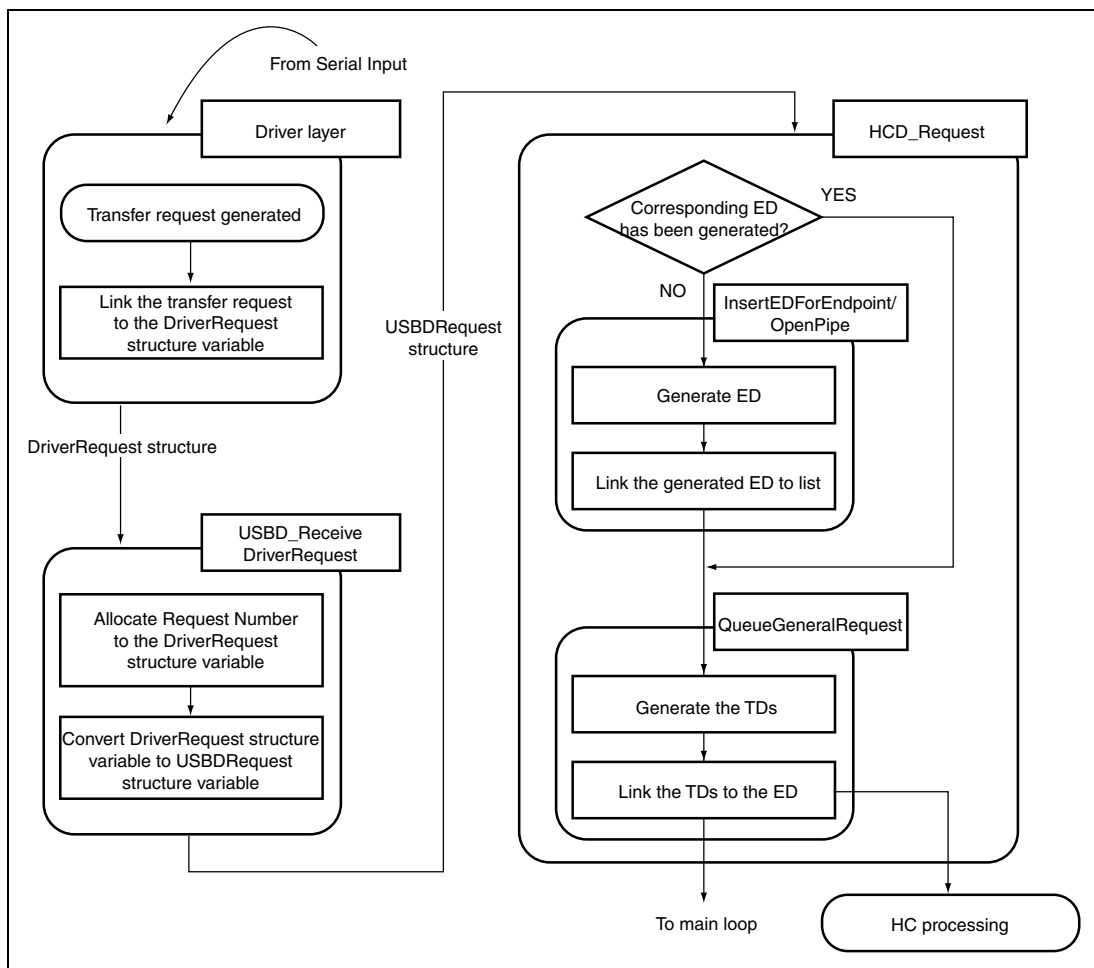 From Serial Input
Driver layer
Transfer request generated
Link the transfer request
to the DriverRequest
structure variable
DriverRequest structure
USBD_Receive
DriverRequest
Allocate Request Number
to the DriverRequest
structure variable
Convert DriverRequest structure
variable to USBDRequest
structure variable
USBDRequest
structure
HCD_Request
Corresponding ED
has been generated?
YES
NO
InsertEDForEndpoint/
OpenPipe
Generate ED
Link the generated ED to list
QueueGeneralRequest
Generate the TDs
Link the TDs to the ED
To main loop
HC processing